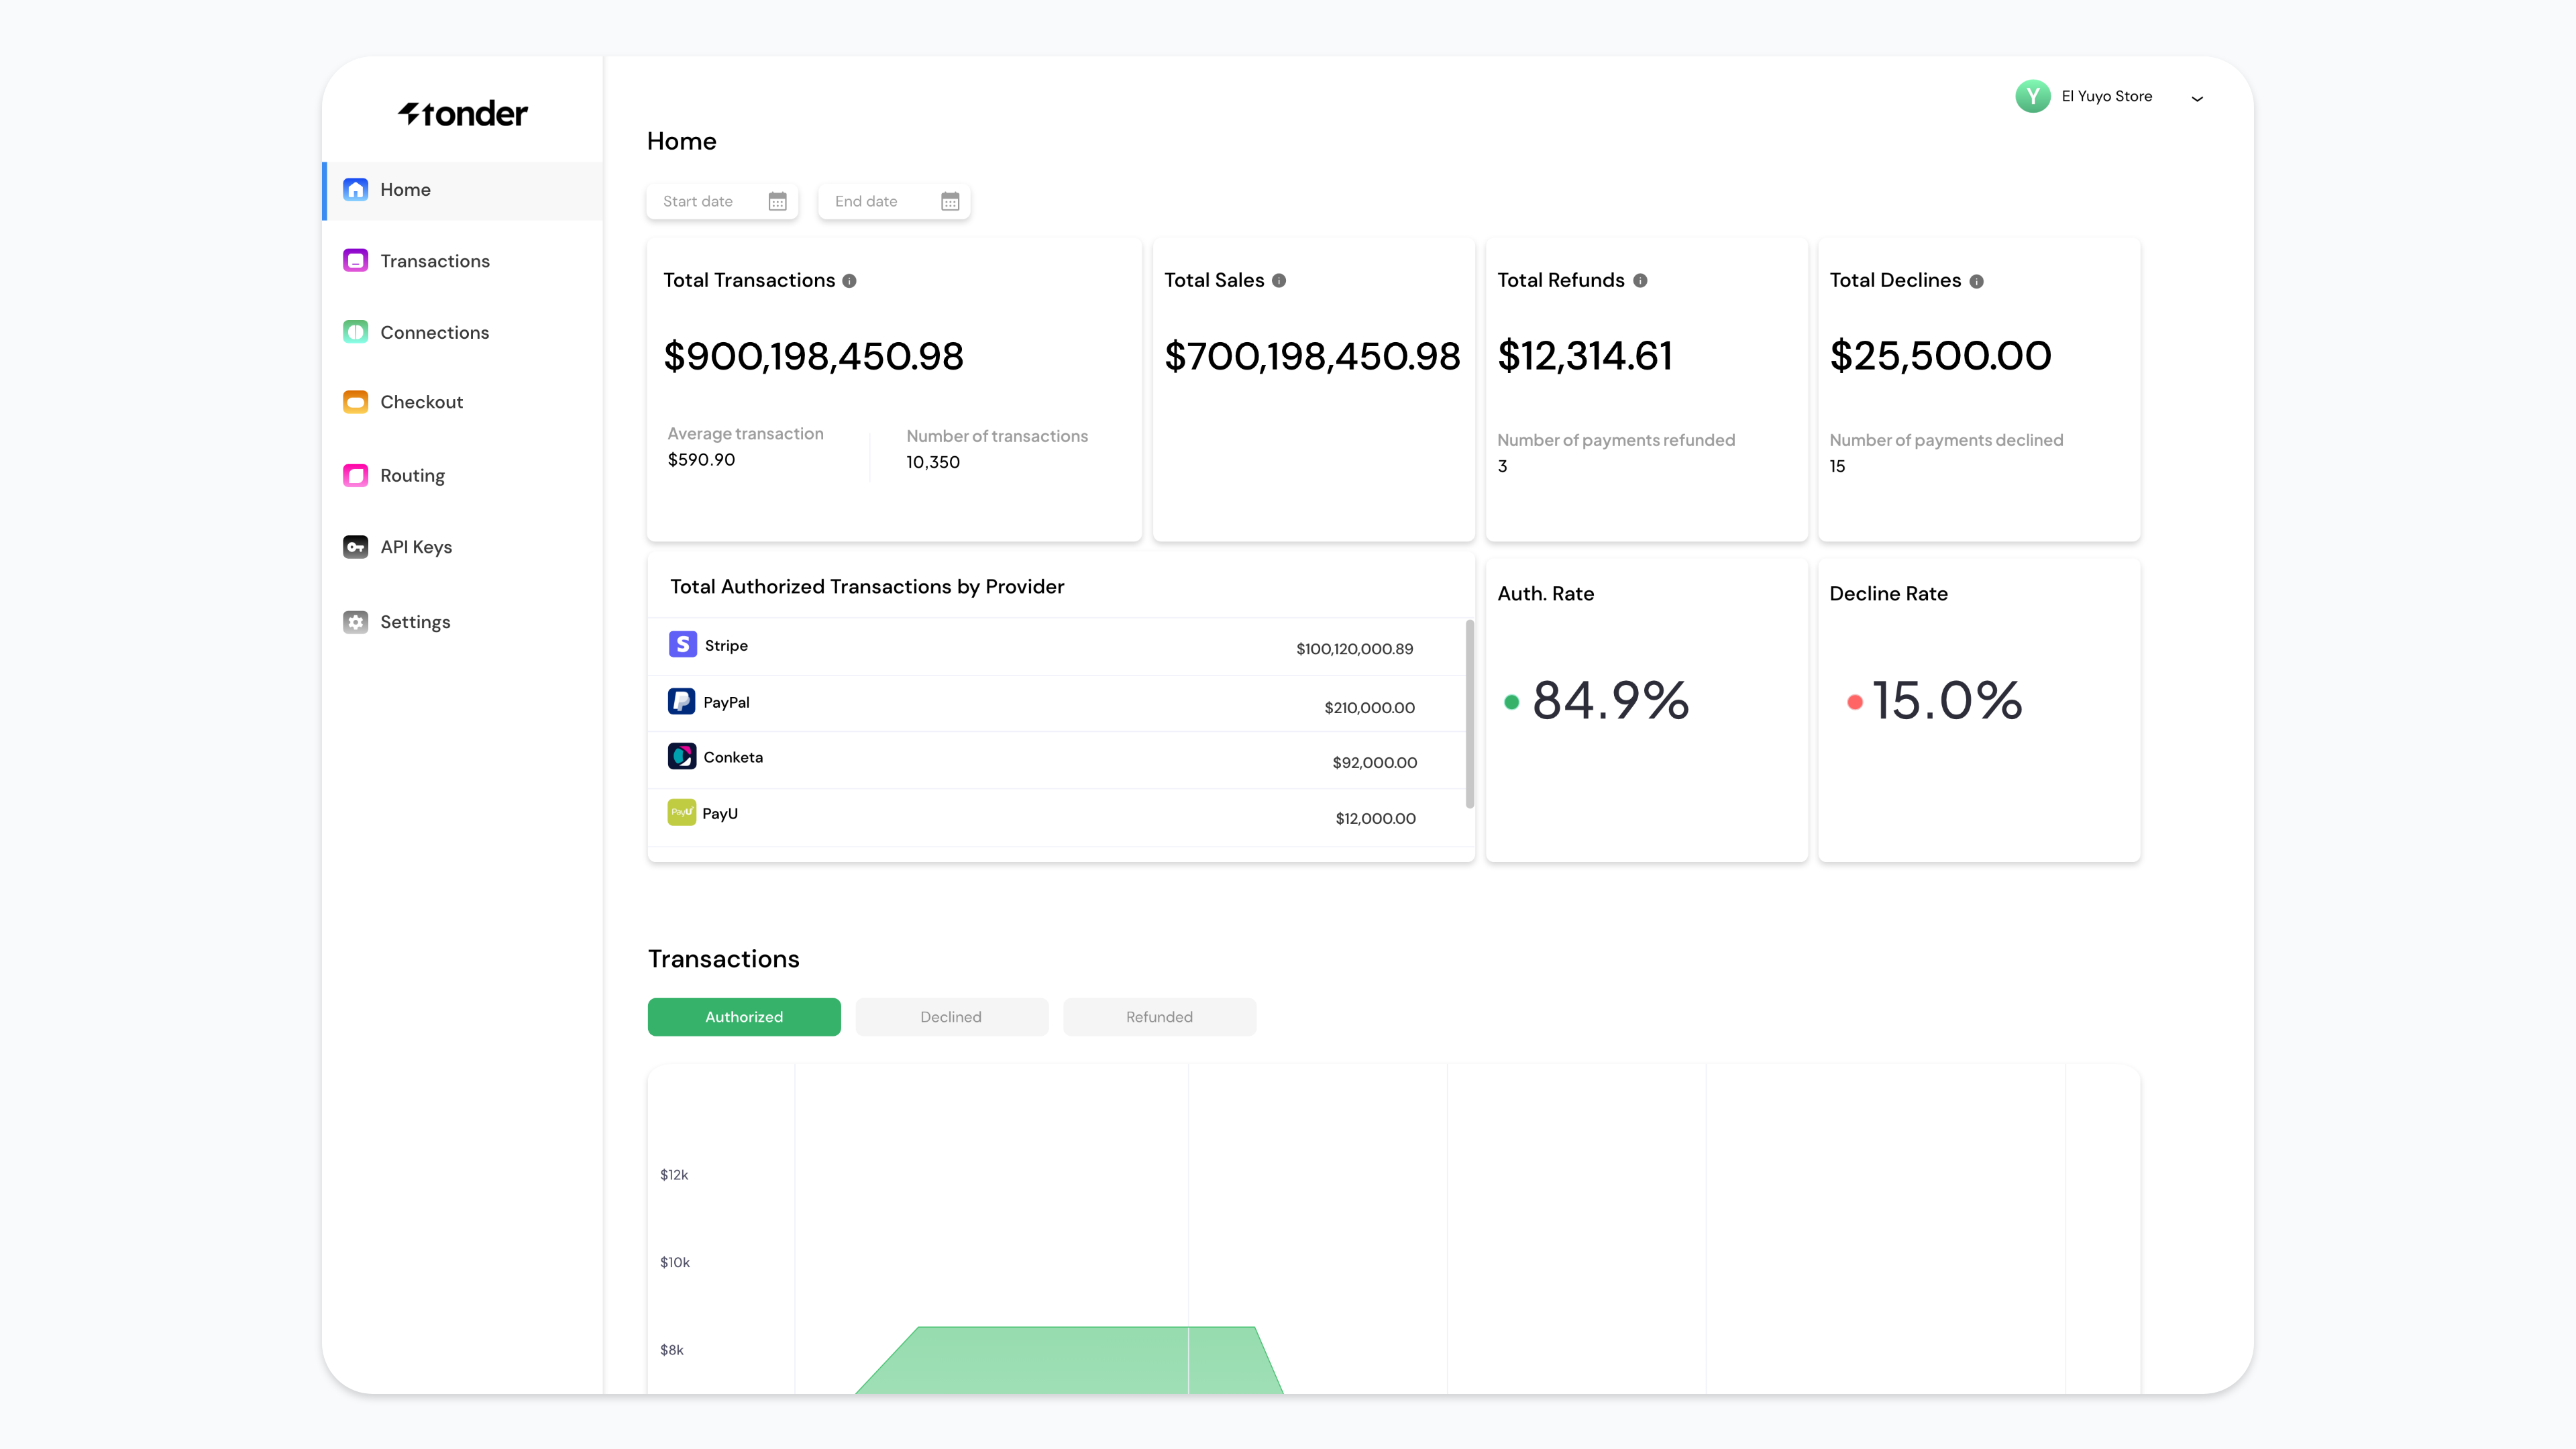 tonder
Home
Transactions
Connections
Checkout
Routing
API Keys
Settings
Y
El Yuyo Store
Home
Start date
End date
Total Transactions
$900,198,450.98
Average transaction
$590.90
Number of transactions
10,350
Total Sales
$700,198,450.98
Total Refunds
$12,314.61
Number of payments refunded
3
Total Declines
$25,500.00
Number of payments declined
15
Total Authorized Transactions by Provider
S Stripe $100,120,000.89
PayPal $210,000.00
Conketa $92,000.00
PayU PayU $12,000.00
Auth. Rate
84.9%
Decline Rate
15.0%
Transactions
Authorized
Declined
Refunded
$12k
$10k
$8k